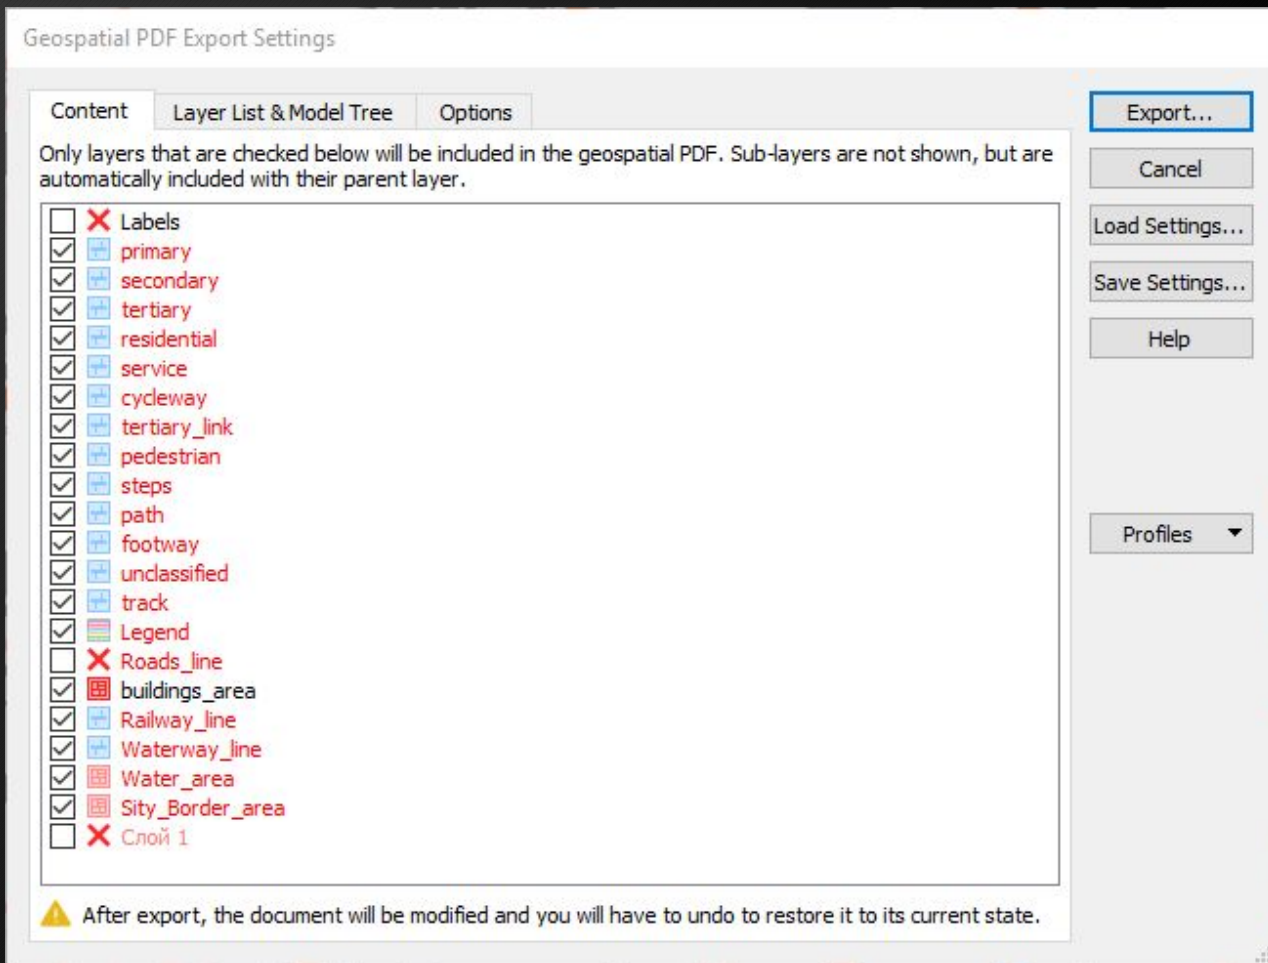 Geospatial PDF Export Settings
Content
Layer List & Model Tree
Options
Only layers that are checked below will be included in the geospatial PDF. Sub-layers are not shown, but are
automatically included with their parent layer.
Labels
primary
secondary
tertiary
residential
service
cycleway
tertiary_link
pedestrian
steps
path
footway
unclassified
track
Legend
Roads_line
buildings_area
Railway_line
Waterway_line
Water_area
Sity_Border_area
Слой 1
After export, the document will be modified and you will have to undo to restore it to its current state.
Export...
Cancel
Load Settings...
Save Settings...
Help
Profiles